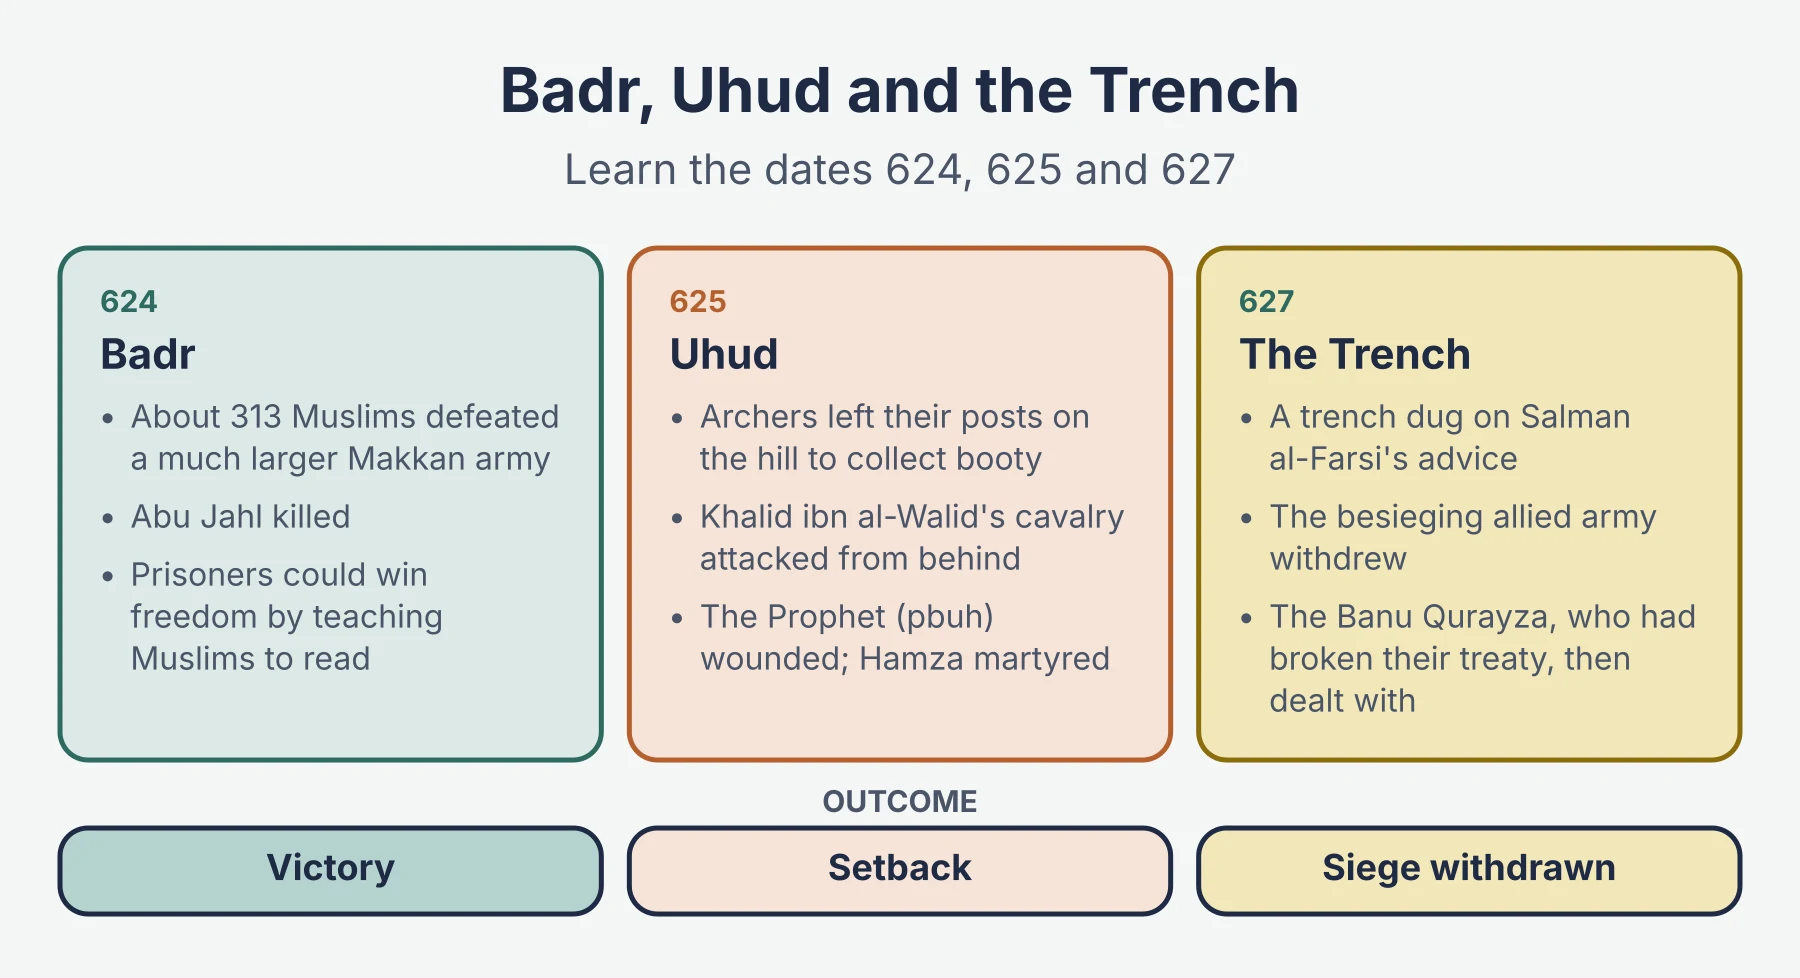 Badr, Uhud and the Trench
Learn the dates 624, 625 and 627
624
Badr
• About 313 Muslims defeated
a much larger Makkan army
• Abu Jahl killed
• Prisoners could win
freedom by teaching
Muslims to read
625
Uhud
• Archers left their posts on
the hill to collect booty
• Khalid ibn al-Walid's cavalry
attacked from behind
• The Prophet (pbuh)
wounded; Hamza martyred
627
The Trench
• A trench dug on Salman
al-Farsi's advice
• The besieging allied army
withdrew
• The Banu Qurayza, who had
broken their treaty, then
dealt with
OUTCOME
Victory
Setback
Siege withdrawn